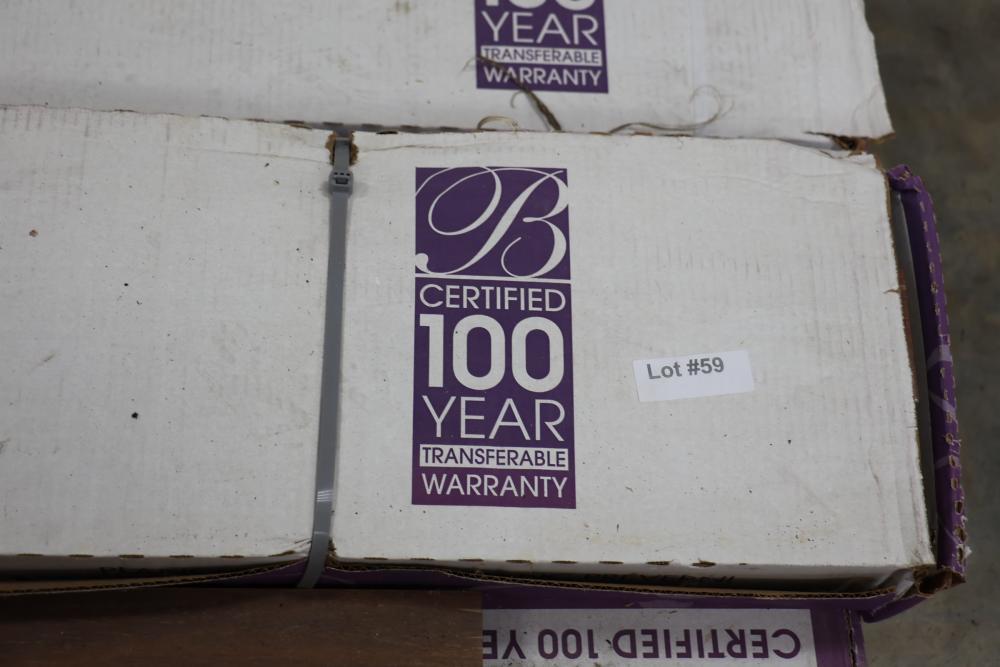 YEAR
TRANSFERABLE
WARRANTY
B
CERTIFIED
100
YEAR
TRANSFERABLE
WARRANTY
Lot #59
CERTIFIED 100 YE